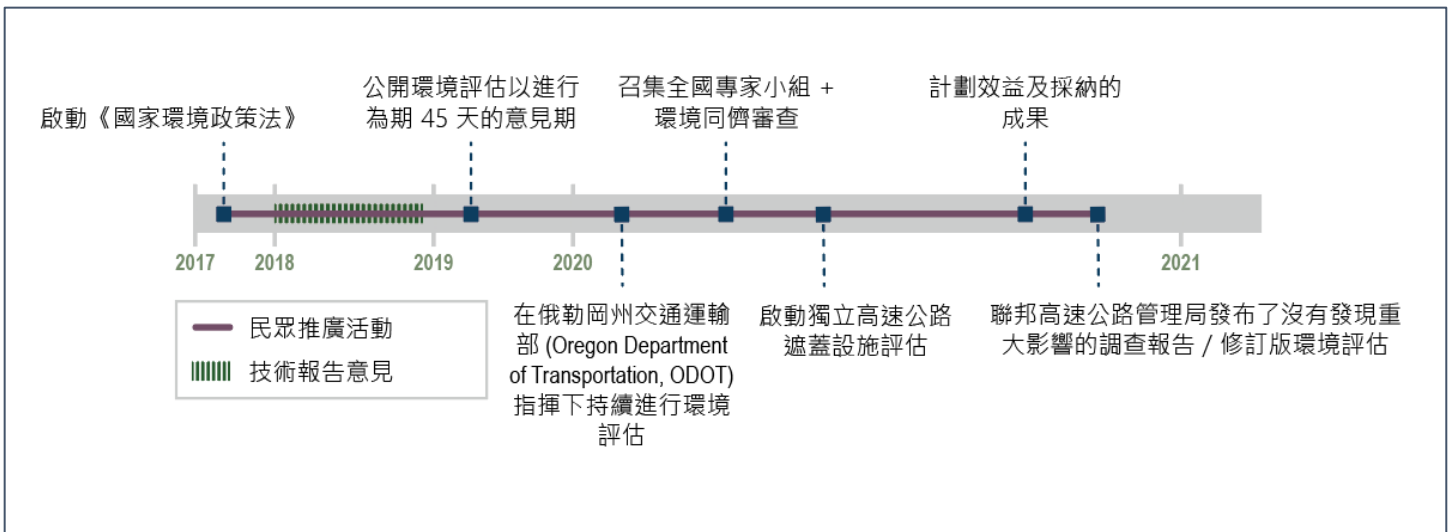 啟動《國家環境政策法》
公開環境評估以進行
為期 45 天的意見期
召集全國專家小組 +
環境同儕審查
計劃效益及採納的
成果
2017
2018
2019
2020
2021
在俄勒岡州交通運輸
部 (Oregon Department
of Transportation, ODOT)
指揮下持續進行環境
評估
啟動獨立高速公路
遮蓋設施評估
聯邦高速公路管理局發布了沒有發現重
大影響的調查報告 / 修訂版環境評估
民眾推廣活動
技術報告意見